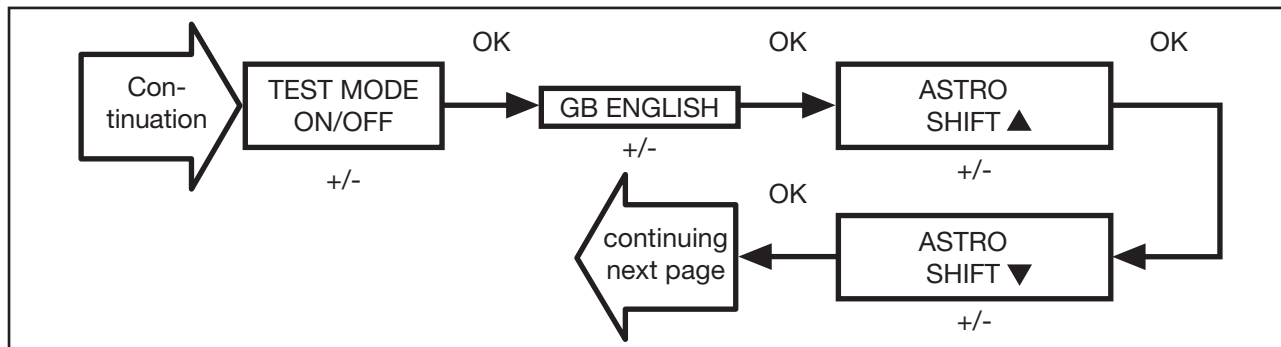 OK
OK
OK
Con-
tinuation
TEST MODE
ON/OFF
+/-
GB ENGLISH
+/-
ASTRO
SHIFT ▲
+/-
OK
continuing
next page
ASTRO
SHIFT ▼
+/-